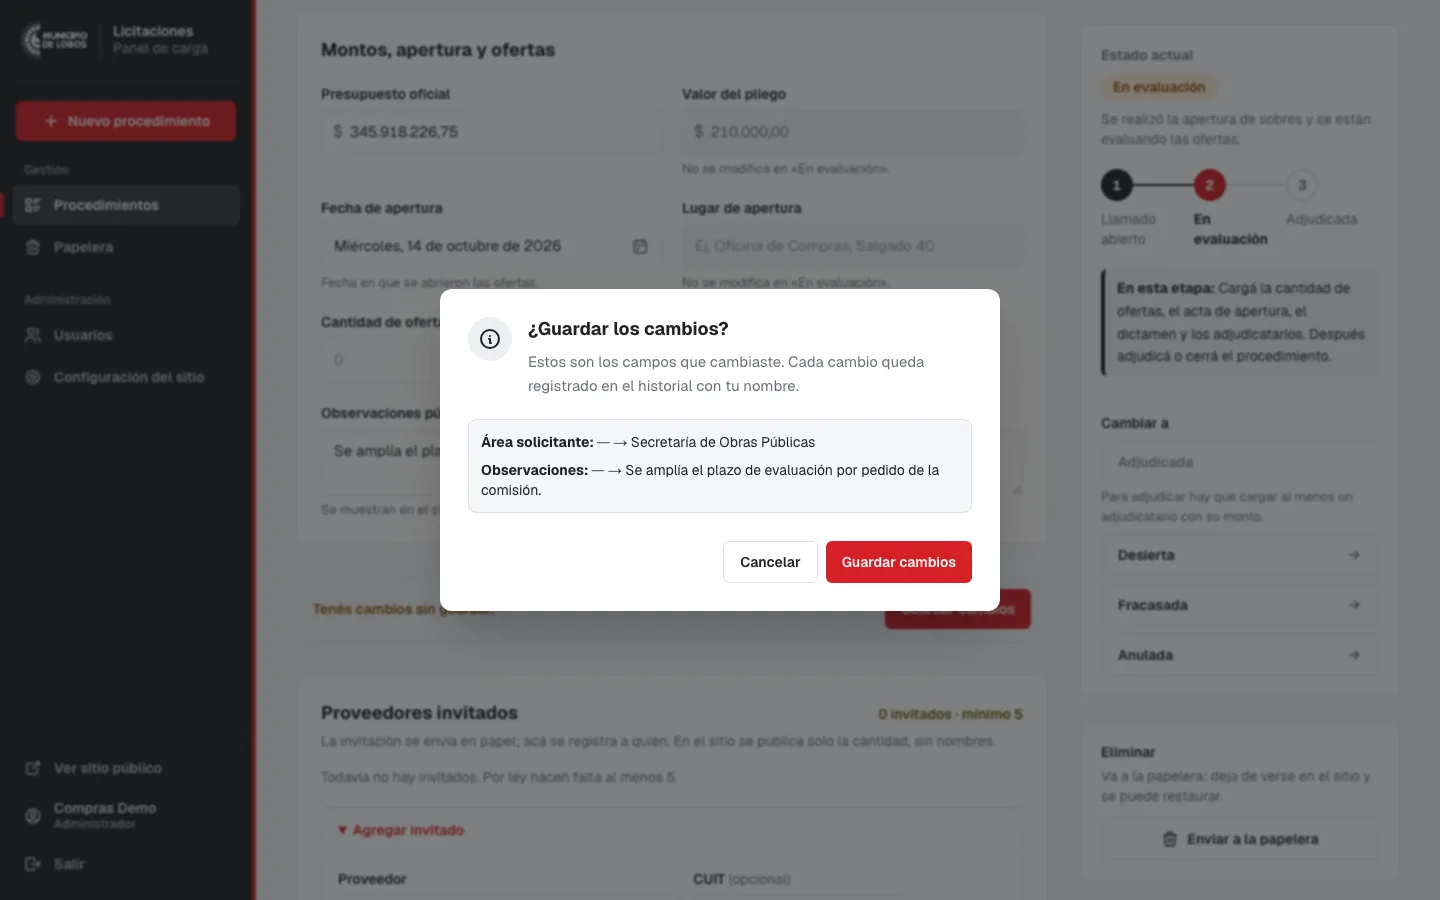 MUNICIPIO
DE LOBOS
Licitaciones
Panel de carga
Nuevo procedimiento
Gestión
Procedimientos
Papelera
Administración
Usuarios
Configuración del sitio
Ver sitio público
Compras Demo
Administrador
Salir
Montos, apertura y ofertas
Presupuesto oficial
$ 345.918.226,75
Valor del pliego
$ 210.000,00
No se modifica en «En evaluación».
Fecha de apertura
Miércoles, 14 de octubre de 2026
Fecha en que se abrieron las ofertas.
Lugar de apertura
Ej. Oficina de Compras, Salgado 40
No se modifica en «En evaluación».
Cantidad de
Observaciones
Se amplía el
Se muestran en el
¿Guardar los cambios?
Estos son los campos que cambiaste. Cada cambio queda
registrado en el historial con tu nombre.
Área solicitante: — → Secretaría de Obras Públicas
Observaciones: — → Se amplía el plazo de evaluación por pedido de la
comisión.
Cancelar
Guardar cambios
Tenés cambios sin
Proveedores invitados
0 invitados · mínimo 5
La invitación se envía en papel; acá se registra a quién. En el sitio se publica solo la cantidad, sin nombres.
Todavía no hay invitados. Por ley hacen falta al menos 5.
▼ Agregar invitado
Proveedor
CUIT (opcional)
Estado actual
En evaluación
Se realizó la apertura de sobres y se están
evaluando las ofertas.
1
2
3
Llamado
abierto
En
evaluación
Adjudicada
En esta etapa: Cargá la cantidad de
ofertas, el acta de apertura, el
dictamen y los adjudicatarios. Después
adjudicá o cerrá el procedimiento.
Cambiar a
Adjudicada
Para adjudicar hay que cargar al menos un
adjudicatario con su monto.
Desierta →
Fracasada →
Anulada →
Eliminar
Va a la papelera: deja de verse en el sitio y
se puede restaurar.
Enviar a la papelera